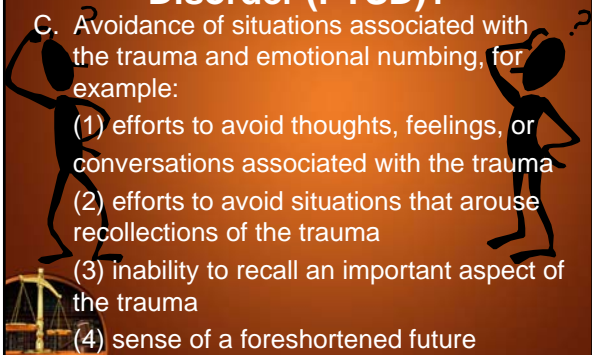 Disorder (PTSD)?
C. Avoidance of situations associated with
the trauma and emotional numbing, for
example:
(1) efforts to avoid thoughts, feelings, or
conversations associated with the trauma
(2) efforts to avoid situations that arouse
recollections of the trauma
(3) inability to recall an important aspect of
the trauma
(4) sense of a foreshortened future